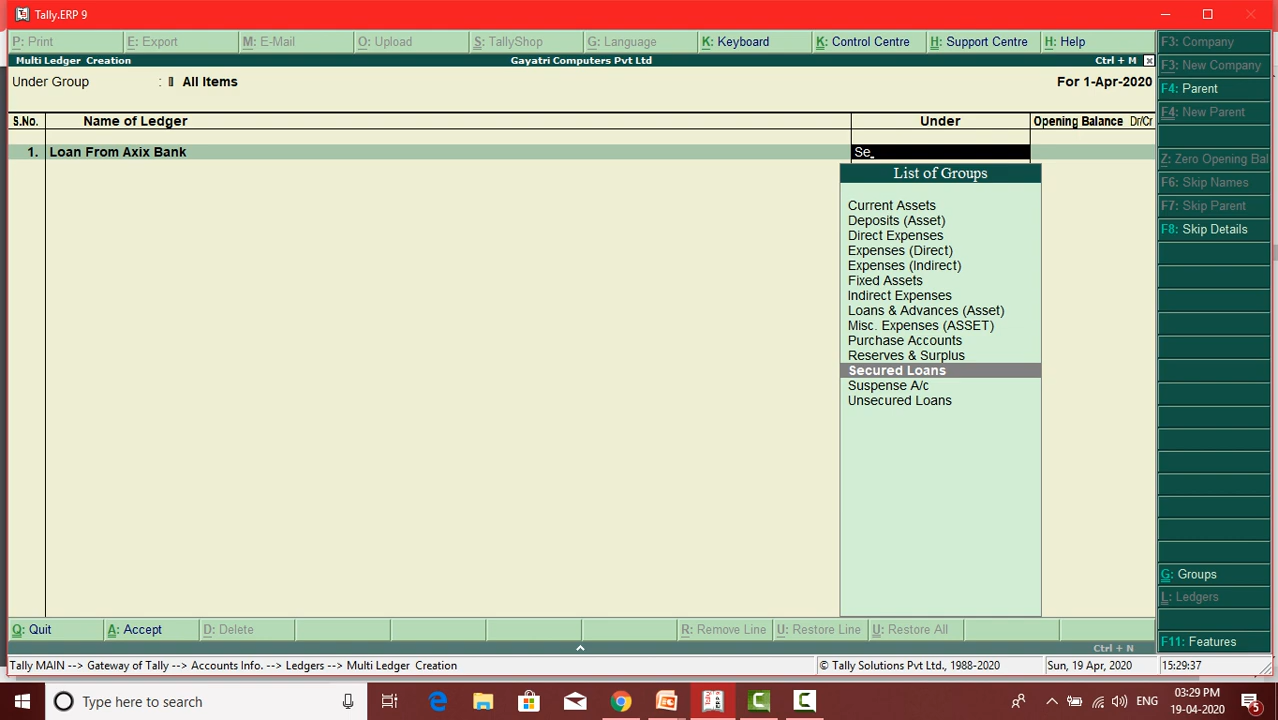 Tally.ERP 9
P: Print E: Export M: E-Mail O: Upload S: TallyShop G: Language K: Keyboard K: Control Centre H: Support Centre H: Help
Multi Ledger Creation Gayatri Computers Pvt Ltd Ctrl + M
Under Group : All Items For 1-Apr-2020
S.No. Name of Ledger Under Opening Balance Dr/Cr
1. Loan From Axix Bank Se
List of Groups
Current Assets
Deposits (Asset)
Direct Expenses
Expenses (Direct)
Expenses (Indirect)
Fixed Assets
Indirect Expenses
Loans & Advances (Asset)
Misc. Expenses (ASSET)
Purchase Accounts
Reserves & Surplus
Secured Loans
Suspense A/c
Unsecured Loans
F3: Company
F3: New Company
F4: Parent
F4: New Parent
Z: Zero Opening Bal
F6: Skip Names
F7: Skip Parent
F8: Skip Details
G: Groups
L: Ledgers
F11: Features
Q: Quit A: Accept D: Delete R: Remove Line U: Restore Line U: Restore All
Ctrl + N
Tally MAIN --> Gateway of Tally --> Accounts Info. --> Ledgers --> Multi Ledger Creation © Tally Solutions Pvt Ltd., 1988-2020 Sun, 19 Apr, 2020 15:29:37
Type here to search ENG 03:29 PM
19-04-2020 5